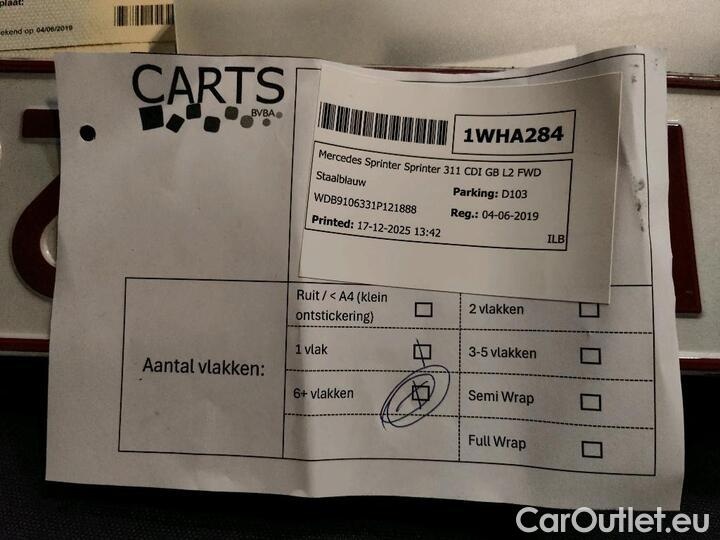 plaat:
ekend op 04/06/2019
CARTS
BVBA
1WHA284
Mercedes Sprinter Sprinter 311 CDI GB L2 FWD
Staalblauw
Parking: D103
WDB9106331P121888
Reg.: 04-06-2019
Printed: 17-12-2025 13:42
ILB
Aantal vlakken:
Ruit / < A4 (klein
ontstickering)
2 vlakken
1 vlak
3-5 vlakken
6+ vlakken
Semi Wrap
Full Wrap
CarOutlet.eu